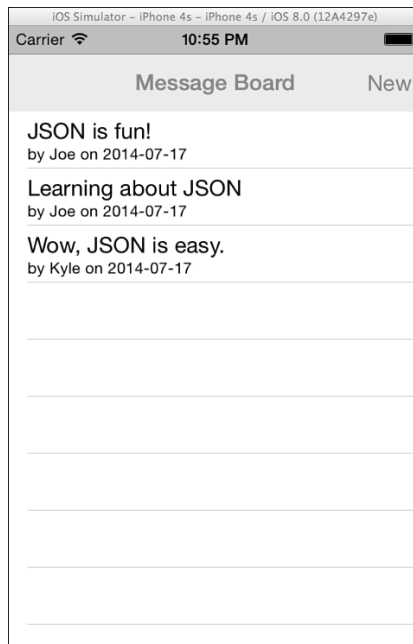 iOS Simulator – iPhone 4s – iPhone 4s / iOS 8.0 (12A4297e)
Carrier 10:55 PM
Message Board New
JSON is fun!
by Joe on 2014-07-17
Learning about JSON
by Joe on 2014-07-17
Wow, JSON is easy.
by Kyle on 2014-07-17